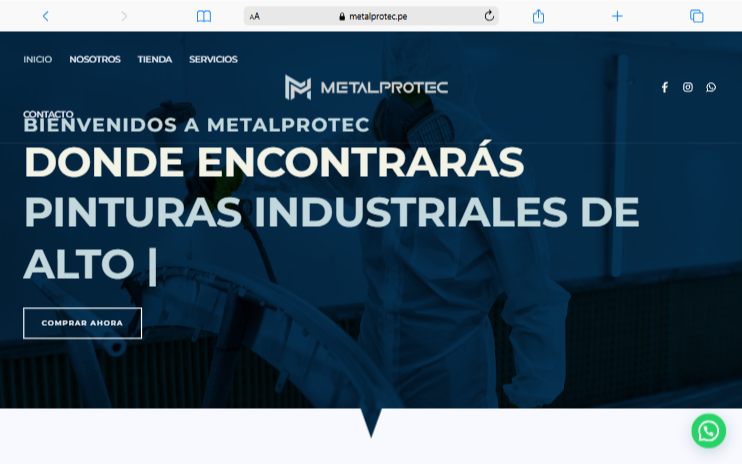 AA metalprotec.pe
INICIO NOSOTROS TIENDA SERVICIOS
METALPROTEC
CONTACTO
BIENVENIDOS A METALPROTEC
DONDE ENCONTRARÁS
PINTURAS INDUSTRIALES DE
ALTO |
COMPRAR AHORA